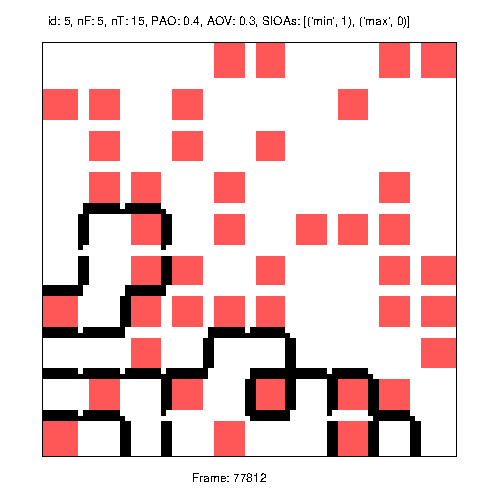 id: 5, nF: 5, nT: 15, PAO: 0.4, AOV: 0.3, SIOAs: [('min', 1), ('max', 0)]
Frame: 77812